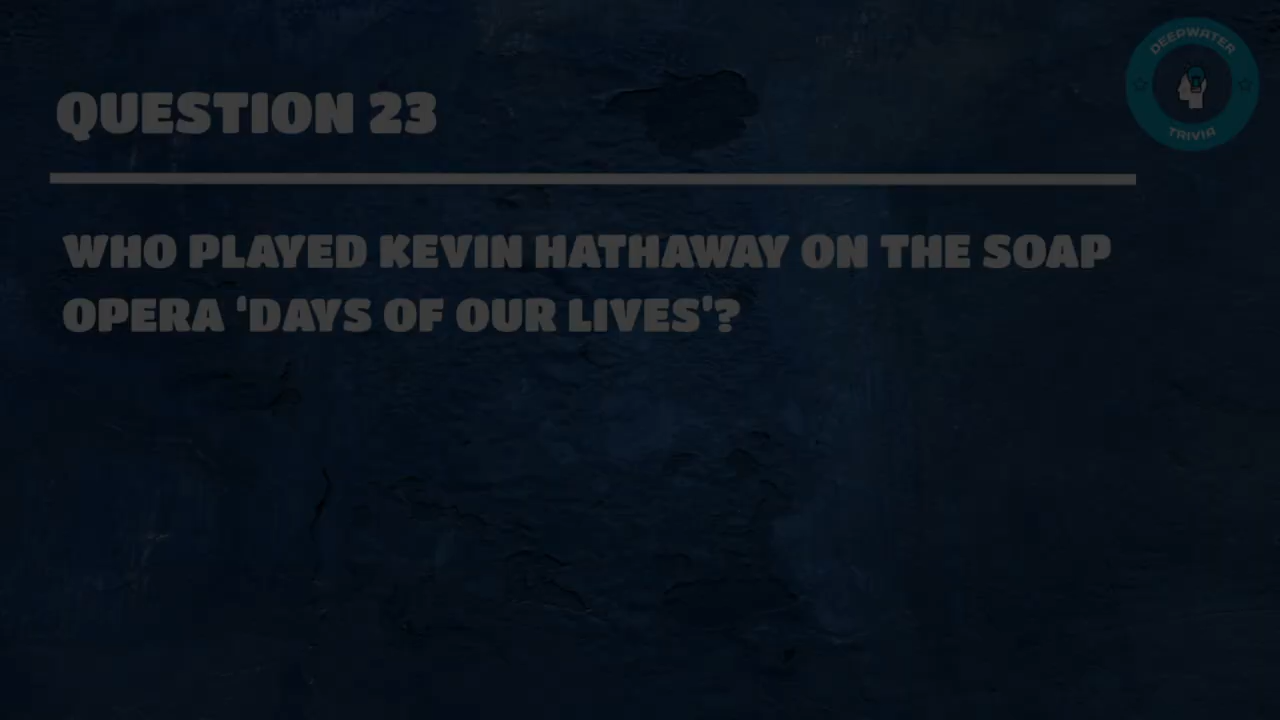 DEEPWATER
TRIVIA
QUESTION 23
WHO PLAYED KEVIN HATHAWAY ON THE SOAP
OPERA ‘DAYS OF OUR LIVES’?